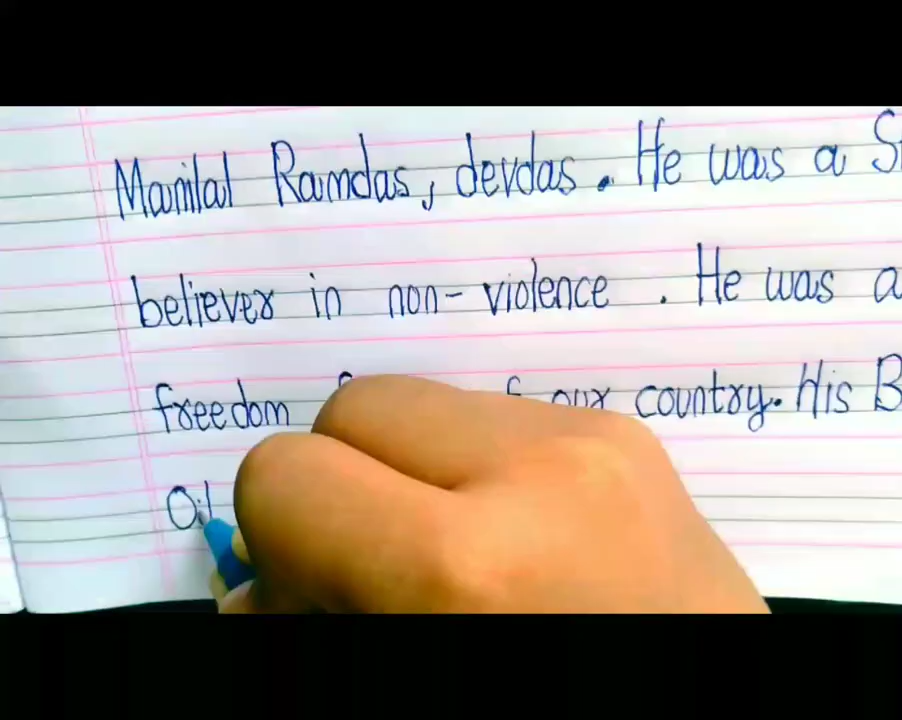 Manilal Ramdas, devdas. He was a
believer in non-violence. He was a
freedom our country. His